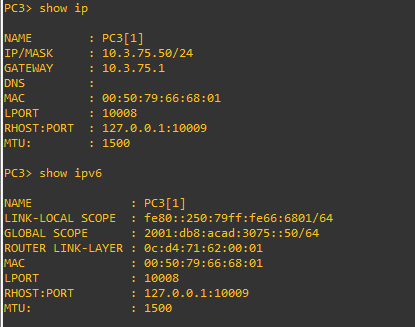 PC3> show ip
NAME : PC3[1]
IP/MASK : 10.3.75.50/24
GATEWAY : 10.3.75.1
DNS :
MAC : 00:50:79:66:68:01
LPORT : 10008
RHOST:PORT : 127.0.0.1:10009
MTU: : 1500
PC3> show ipv6
NAME : PC3[1]
LINK-LOCAL SCOPE : fe80::250:79ff:fe66:6801/64
GLOBAL SCOPE : 2001:db8:acad:3075::50/64
ROUTER LINK-LAYER : 0c:d4:71:62:00:01
MAC : 00:50:79:66:68:01
LPORT : 10008
RHOST:PORT : 127.0.0.1:10009
MTU: : 1500